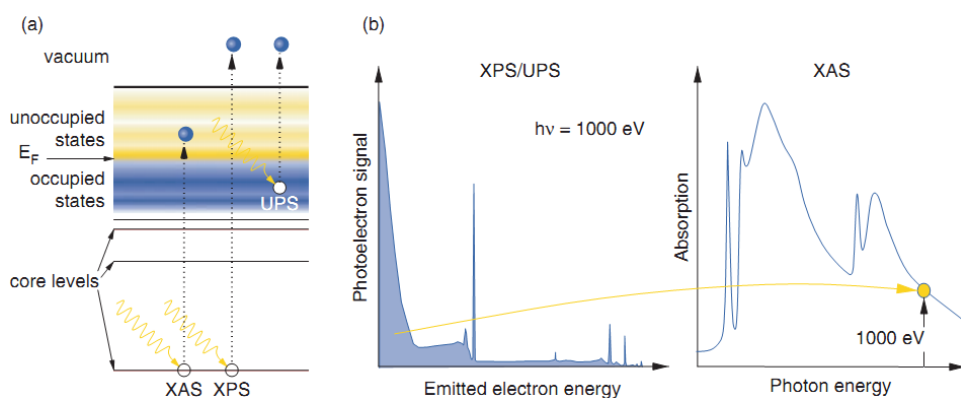 (a)
vacuum
unoccupied
states
E_F
occupied
states
UPS
core levels
XAS XPS
(b)
XPS/UPS
hν = 1000 eV
Photoelectron signal
Emitted electron energy
XAS
Absorption
1000 eV
Photon energy